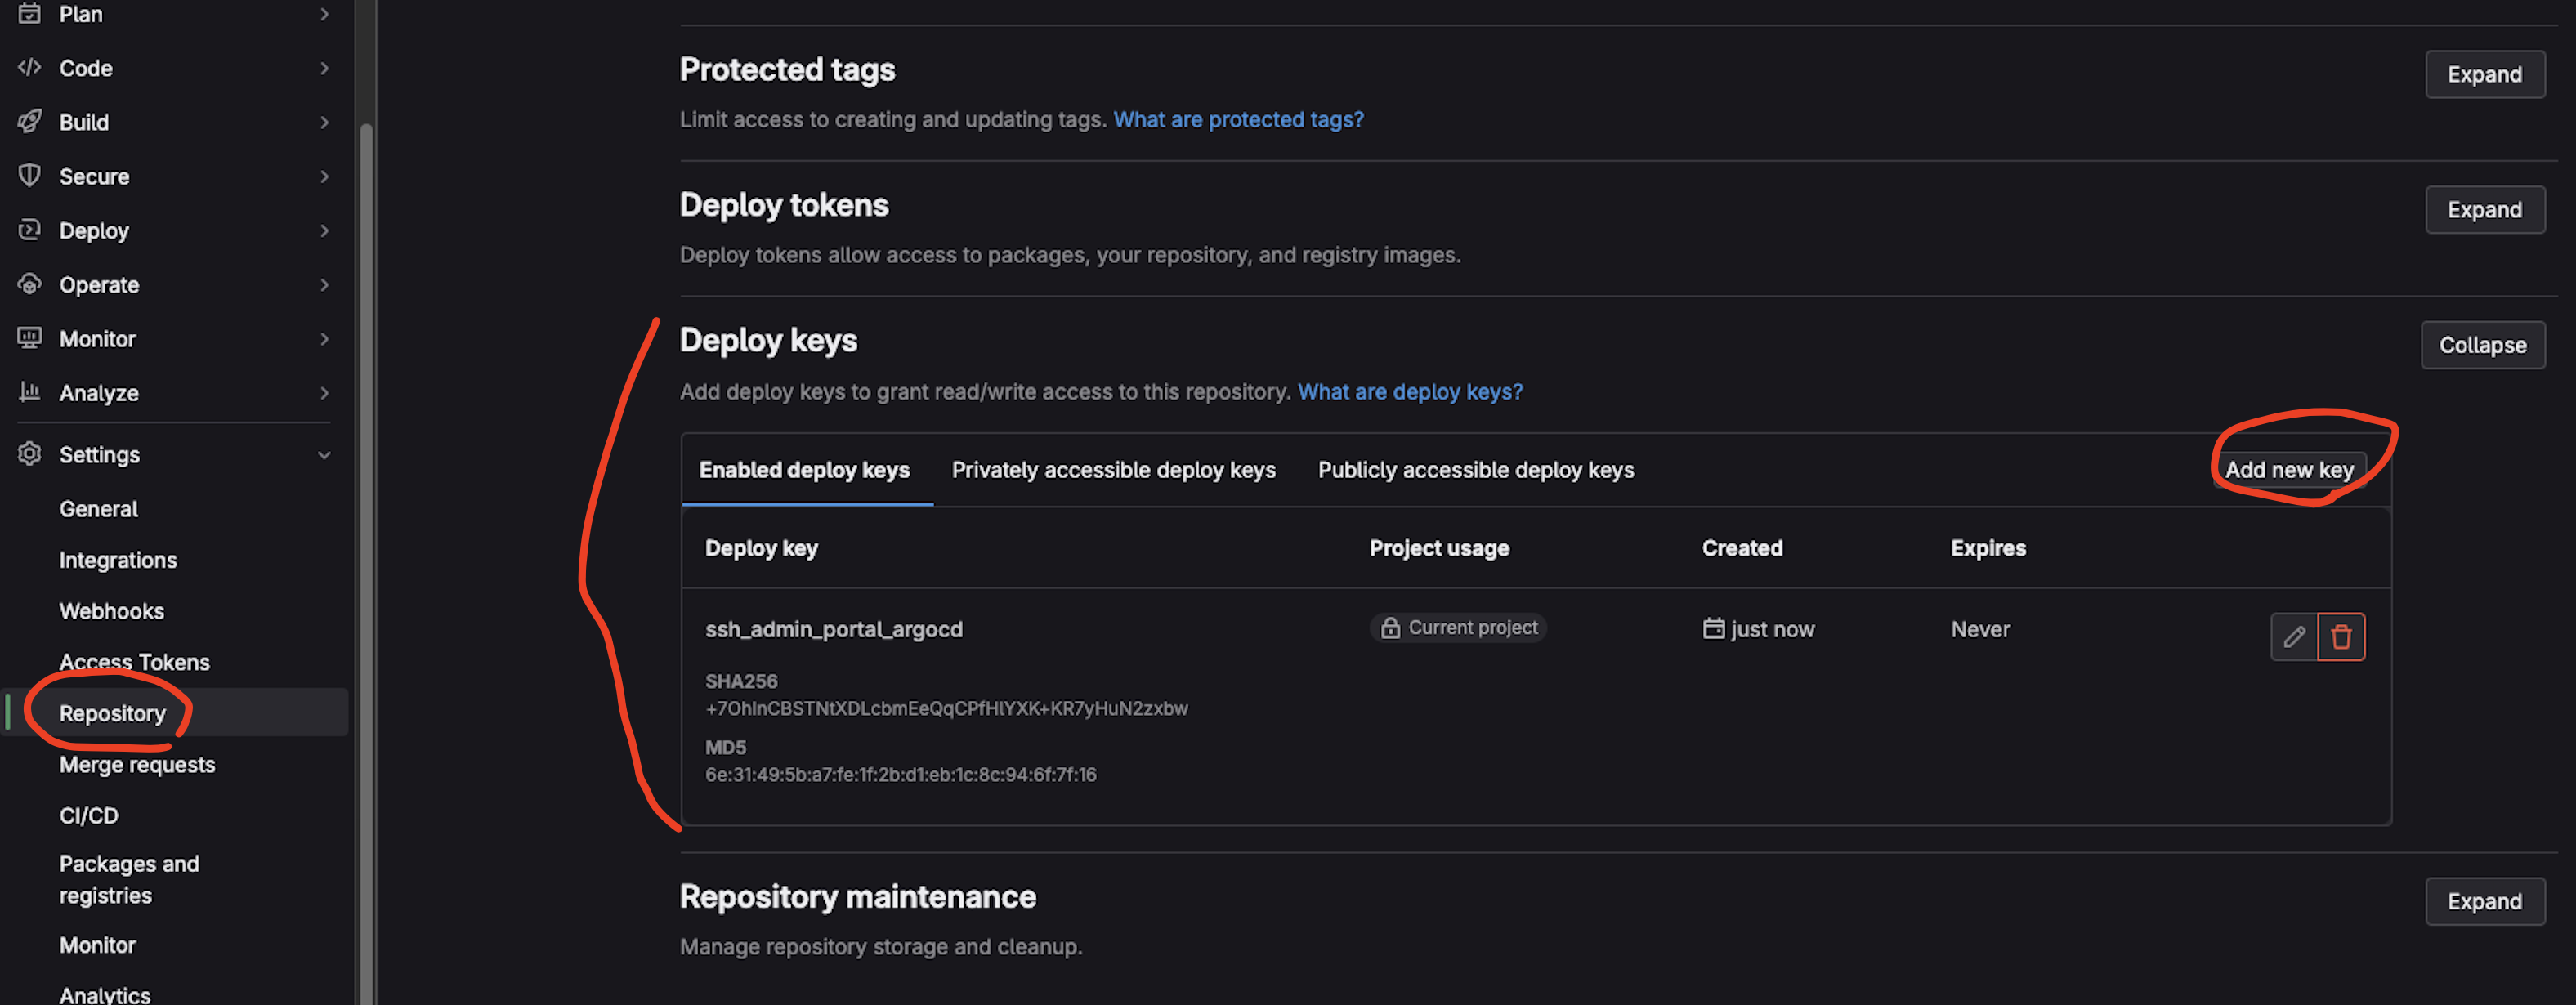 Plan
Code
Build
Secure
Deploy
Operate
Monitor
Analyze
Settings
General
Integrations
Webhooks
Access Tokens
Repository
Merge requests
CI/CD
Packages and
registries
Monitor
Analytics
Protected tags
Expand
Limit access to creating and updating tags. What are protected tags?
Deploy tokens
Expand
Deploy tokens allow access to packages, your repository, and registry images.
Deploy keys
Collapse
Add deploy keys to grant read/write access to this repository. What are deploy keys?
Enabled deploy keys Privately accessible deploy keys Publicly accessible deploy keys Add new key
Deploy key Project usage Created Expires
ssh_admin_portal_argocd Current project just now Never
SHA256
+7OhInCBSTNtXDLcbmEeQqCPfHlYXK+KR7yHuN2zxbw
MD5
6e:31:49:5b:a7:fe:1f:2b:d1:eb:1c:8c:94:6f:7f:16
Repository maintenance
Expand
Manage repository storage and cleanup.